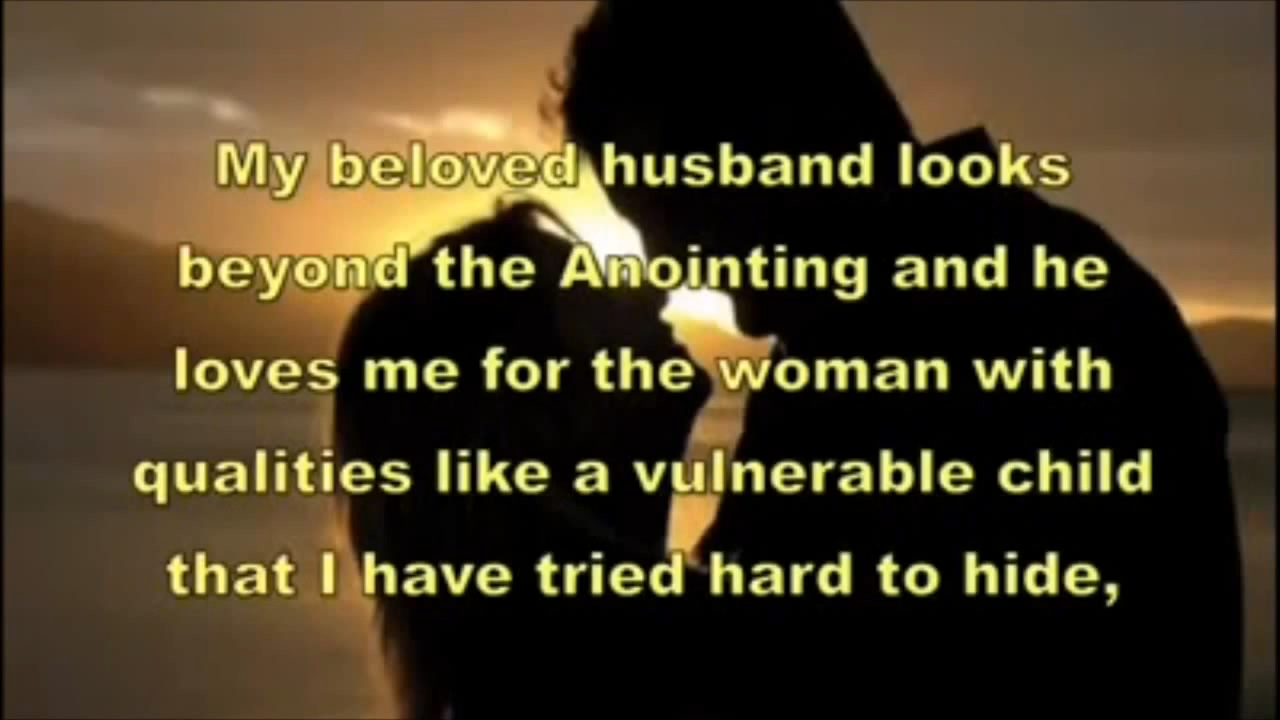 My beloved husband looks
beyond the Anointing and he
loves me for the woman with
qualities like a vulnerable child
that I have tried hard to hide,